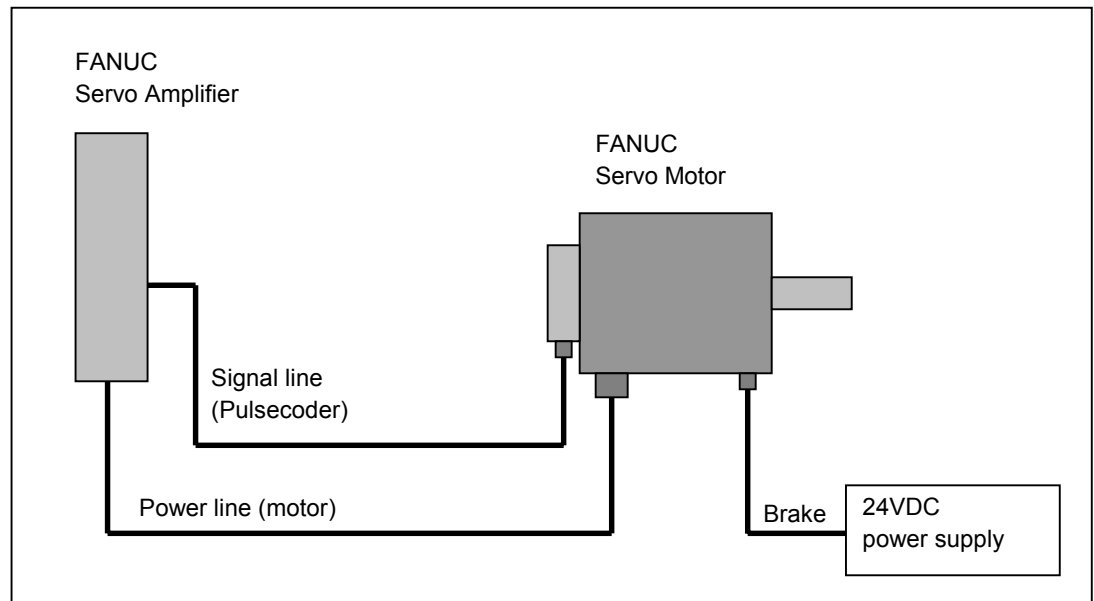 FANUC
Servo Amplifier
FANUC
Servo Motor
Signal line
(Pulsecoder)
Power line (motor)
Brake
24VDC
power supply